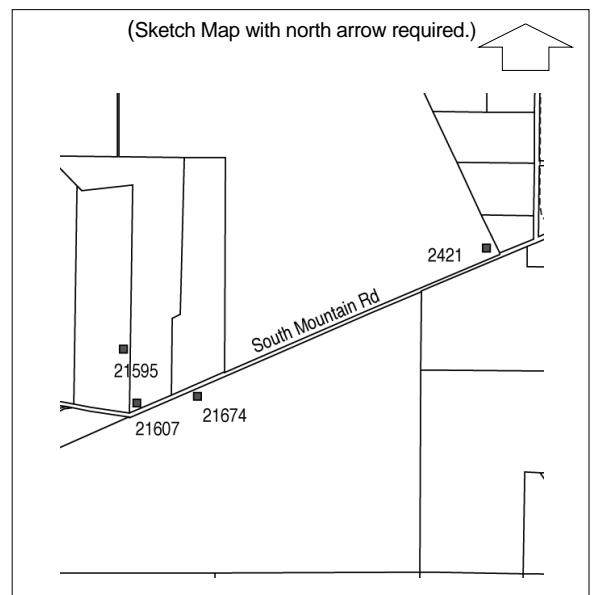 (Sketch Map with north arrow required.)
2421
South Mountain Rd
21595
21674
21607